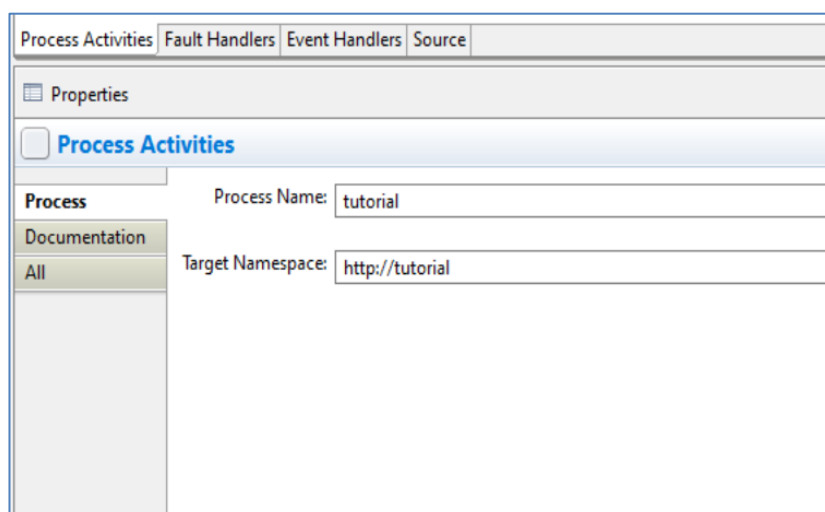 Process Activities Fault Handlers Event Handlers Source
Properties
Process Activities
Process
Process Name: tutorial
Documentation
Target Namespace: http://tutorial
All